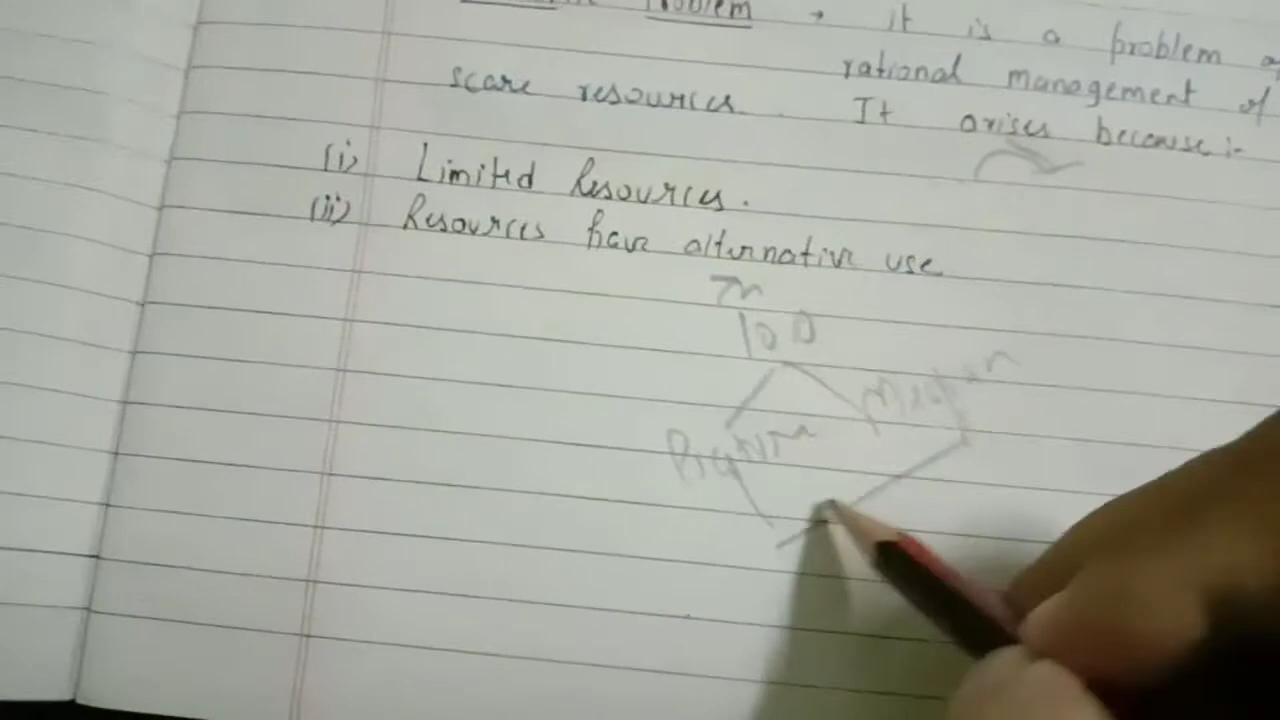 Problem → it is a problem of
rational management of
scare resources. It arises because:-
(i) Limited Resources.
(ii) Resources have alternative use
100